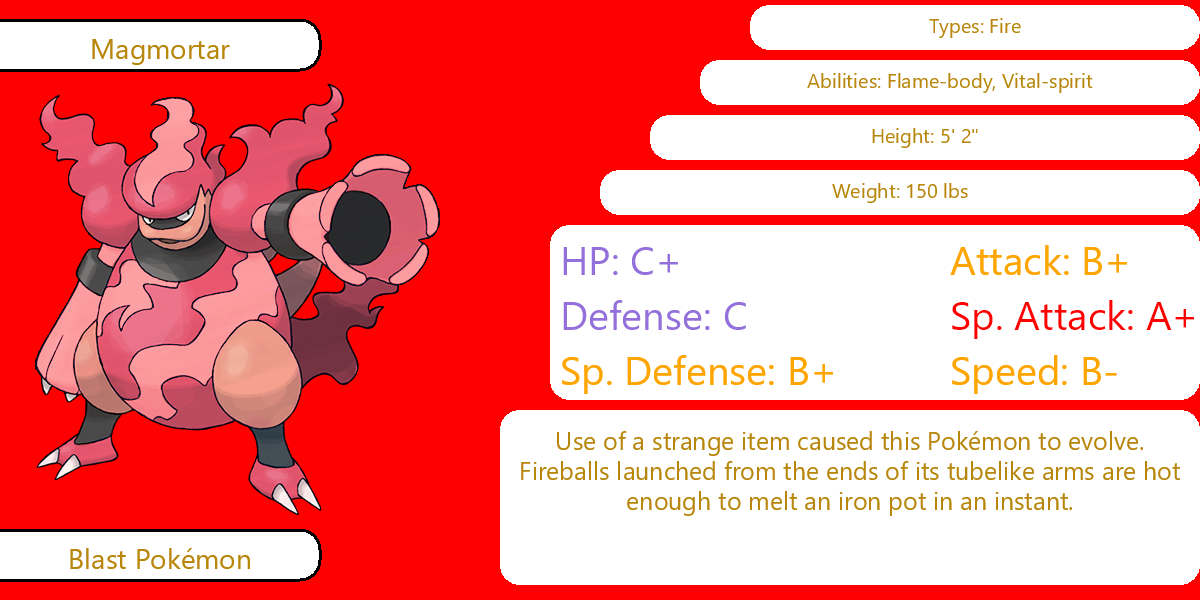 Magmortar
Types: Fire
Abilities: Flame-body, Vital-spirit
Height: 5' 2"
Weight: 150 lbs
HP: C+
Attack: B+
Defense: C
Sp. Attack: A+
Sp. Defense: B+
Speed: B-
Use of a strange item caused this Pokémon to evolve.
Fireballs launched from the ends of its tubelike arms are hot
enough to melt an iron pot in an instant.
Blast Pokémon